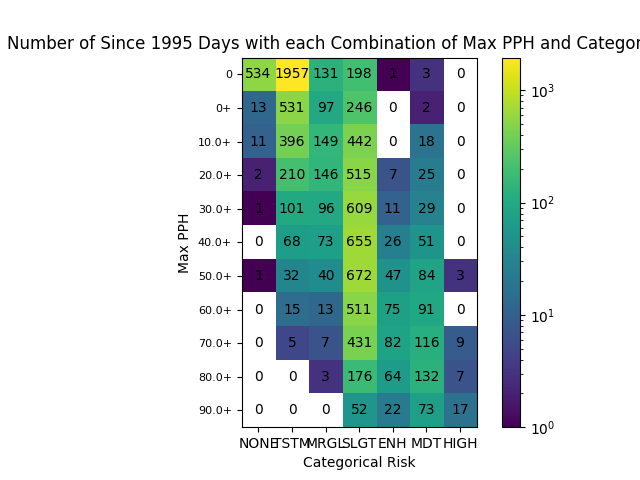 Number of Since 1995 Days with each Combination of Max PPH and Categor
Max PPH
0 534 1957 131 198 1 3 0
0+ 13 531 97 246 0 2 0
10.0+ 11 396 149 442 0 18 0
20.0+ 2 210 146 515 7 25 0
30.0+ 1 101 96 609 11 29 0
40.0+ 0 68 73 655 26 51 0
50.0+ 1 32 40 672 47 84 3
60.0+ 0 15 13 511 75 91 0
70.0+ 0 5 7 431 82 116 9
80.0+ 0 0 3 176 64 132 7
90.0+ 0 0 0 52 22 73 17
NONE TSTM MRGL SLGT ENH MDT HIGH
Categorical Risk
10³
10²
10¹
10⁰